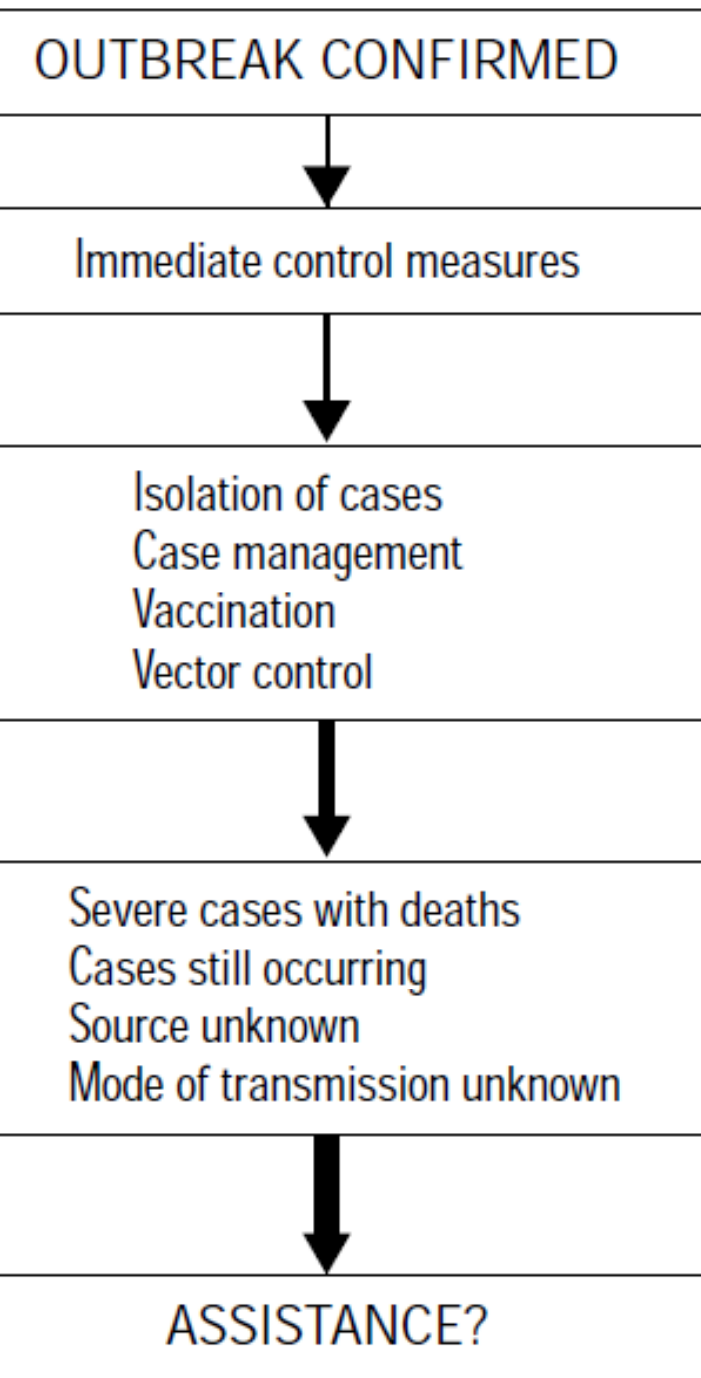 OUTBREAK CONFIRMED
Immediate control measures
Isolation of cases
Case management
Vaccination
Vector control
Severe cases with deaths
Cases still occurring
Source unknown
Mode of transmission unknown
ASSISTANCE?